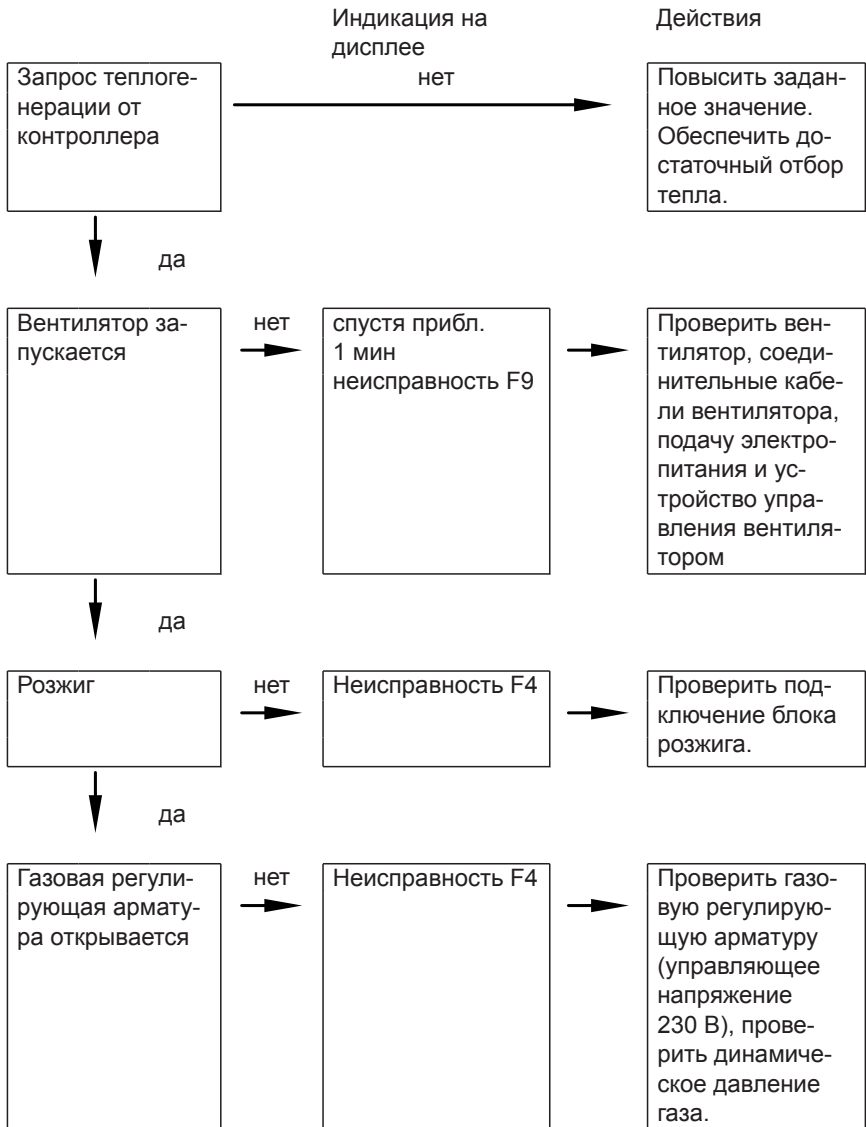 Индикация на
дисплее
Действия
Запрос теплоге-
нерации от
контроллера
нет
Повысить задан-
ное значение.
Обеспечить до-
статочный отбор
тепла.
да
Вентилятор за-
пускается
нет
спустя прибл.
1 мин
неисправность F9
Проверить вен-
тилятор, соеди-
нительные кабе-
ли вентилятора,
подачу электро-
питания и ус-
тройство упра-
вления вентиля-
тором
да
Розжиг
нет
Неисправность F4
Проверить под-
ключение блока
розжига.
да
Газовая регули-
рующая армату-
ра открывается
нет
Неисправность F4
Проверить газо-
вую регулирую-
щую арматуру
(управляющее
напряжение
230 В), прове-
рить динамиче-
ское давление
газа.